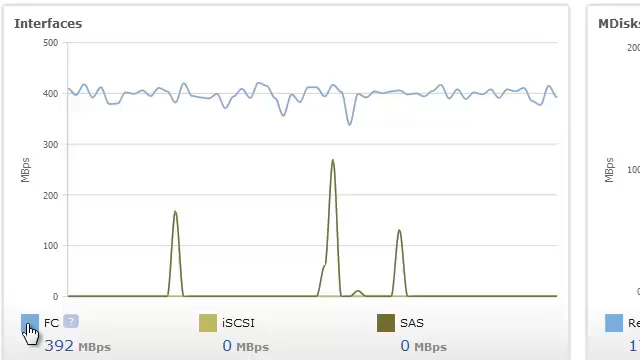 Interfaces
MDisks
500
400
300
200
100
0
MBps
200
100
0
MBps
FC ?
iSCSI
SAS
392 MBps
0 MBps
0 MBps